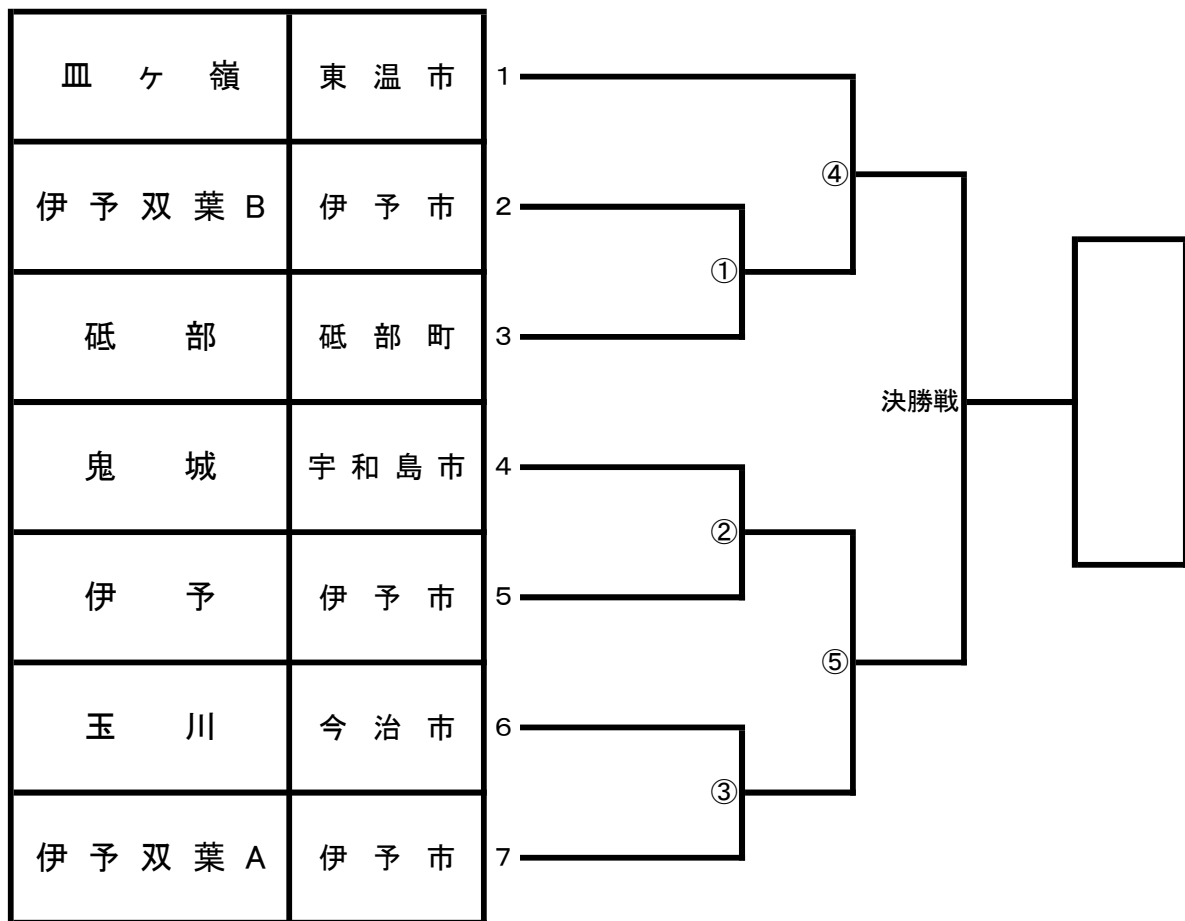 皿ヶ嶺 東温市 1
④
伊予双葉B 伊予市 2
①
砥部 砥部町 3
決勝戦
鬼城 宇和島市 4
②
伊予 伊予市 5
⑤
玉川 今治市 6
③
伊予双葉A 伊予市 7